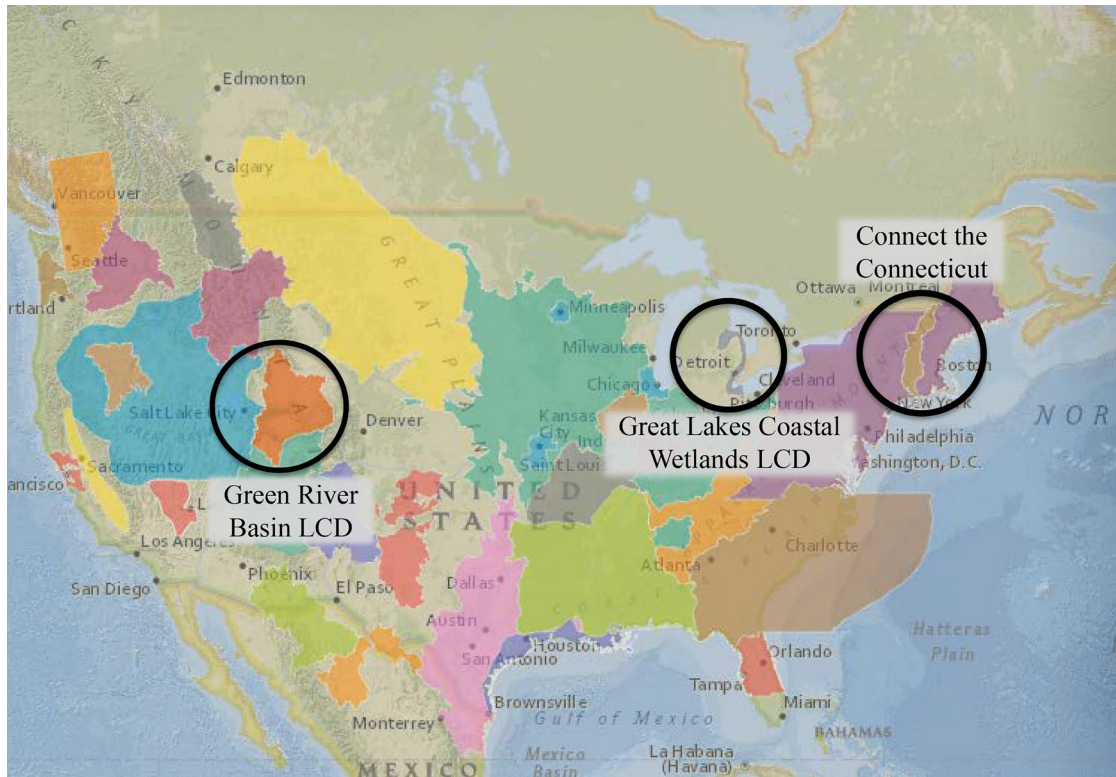 Edmonton
Calgary
Vancouver
Seattle
rtland
GREAT PLAINS
Minneapolis
Milwaukee
Chicago
Detroit
Toronto
Ottawa
Montreal
Connect the
Connecticut
Boston
New York
Cleveland
Pittsburgh
Philadelphia
Washington, D.C.
NOR
Salt Lake City
GREAT BASIN
Denver
Kansas
City
Ind
Saint Louis
Great Lakes Coastal
Wetlands LCD
Sacramento
ancisco
Green River
Basin LCD
UNITED
STATES
L
Los Angeles
San Diego
Phoenix
El Paso
Dallas
Austin
San Antonio
Houston
Brownsville
Monterrey
Atlanta
Charlotte
Orlando
Tampa
Miami
Hatteras
Plain
Gulf of Mexico
BAHAMAS
La Habana
(Havana)
Mexico
Basin
MEXICO